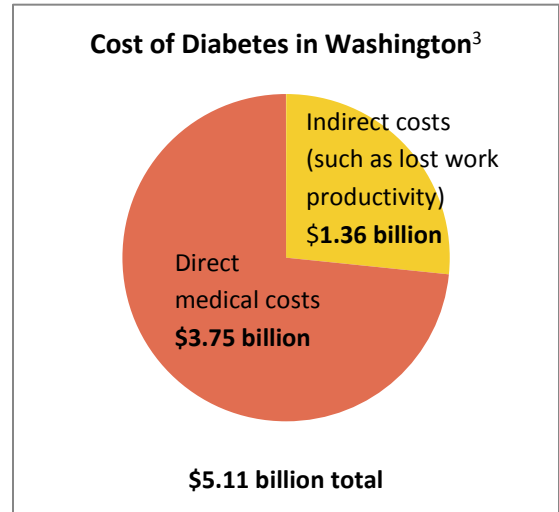 Cost of Diabetes in Washington³
Indirect costs
(such as lost work
productivity)
$1.36 billion
Direct
medical costs
$3.75 billion
$5.11 billion total